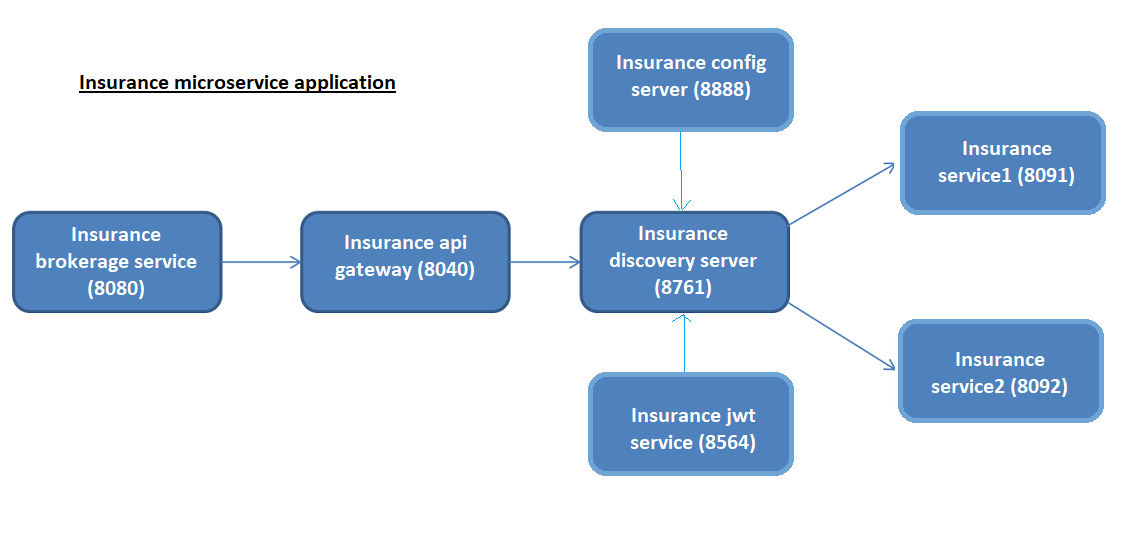 Insurance microservice application
Insurance config
server (8888)
Insurance
service1 (8091)
Insurance
brokerage service
(8080)
Insurance api
gateway (8040)
Insurance
discovery server
(8761)
Insurance
service2 (8092)
Insurance jwt
service (8564)